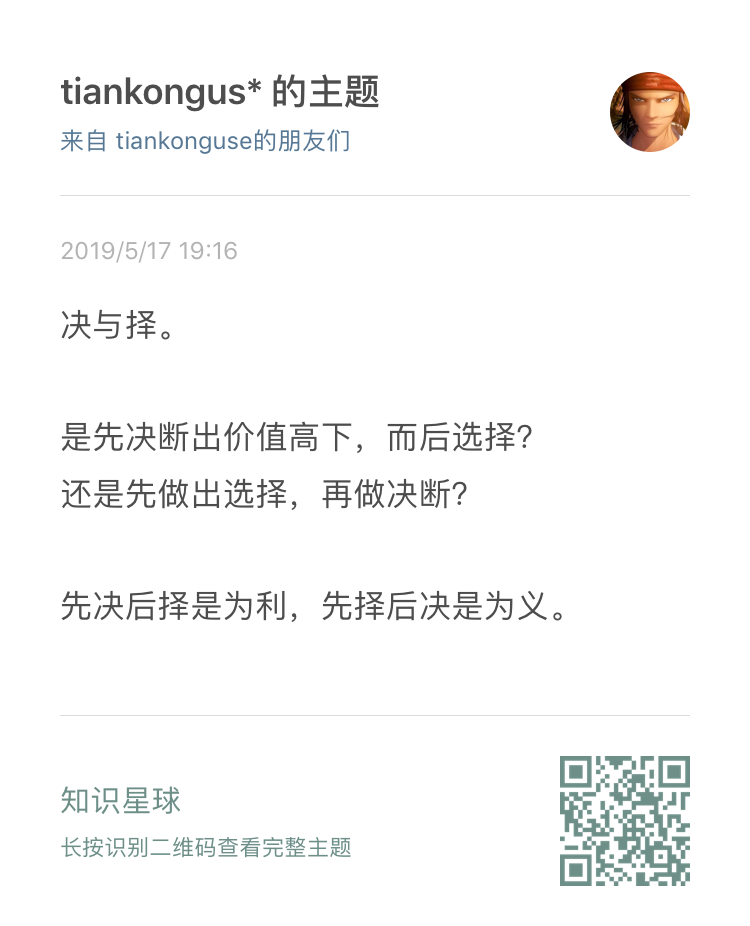 tiankongus* 的主题
来自 tiankonguse的朋友们
2019/5/17 19:16
决与择。
是先决断出价值高下，而后选择?
还是先做出选择，再做决断?
先决后择是为利，先择后决是为义。
知识星球
长按识别二维码查看完整主题